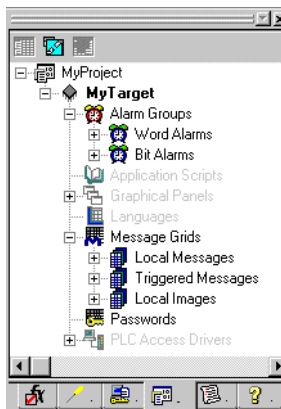 MyProject
MyTarget
Alarm Groups
Word Alarms
Bit Alarms
Application Scripts
Graphical Panels
Languages
Message Grids
Local Messages
Triggered Messages
Local Images
Passwords
PLC Access Drivers